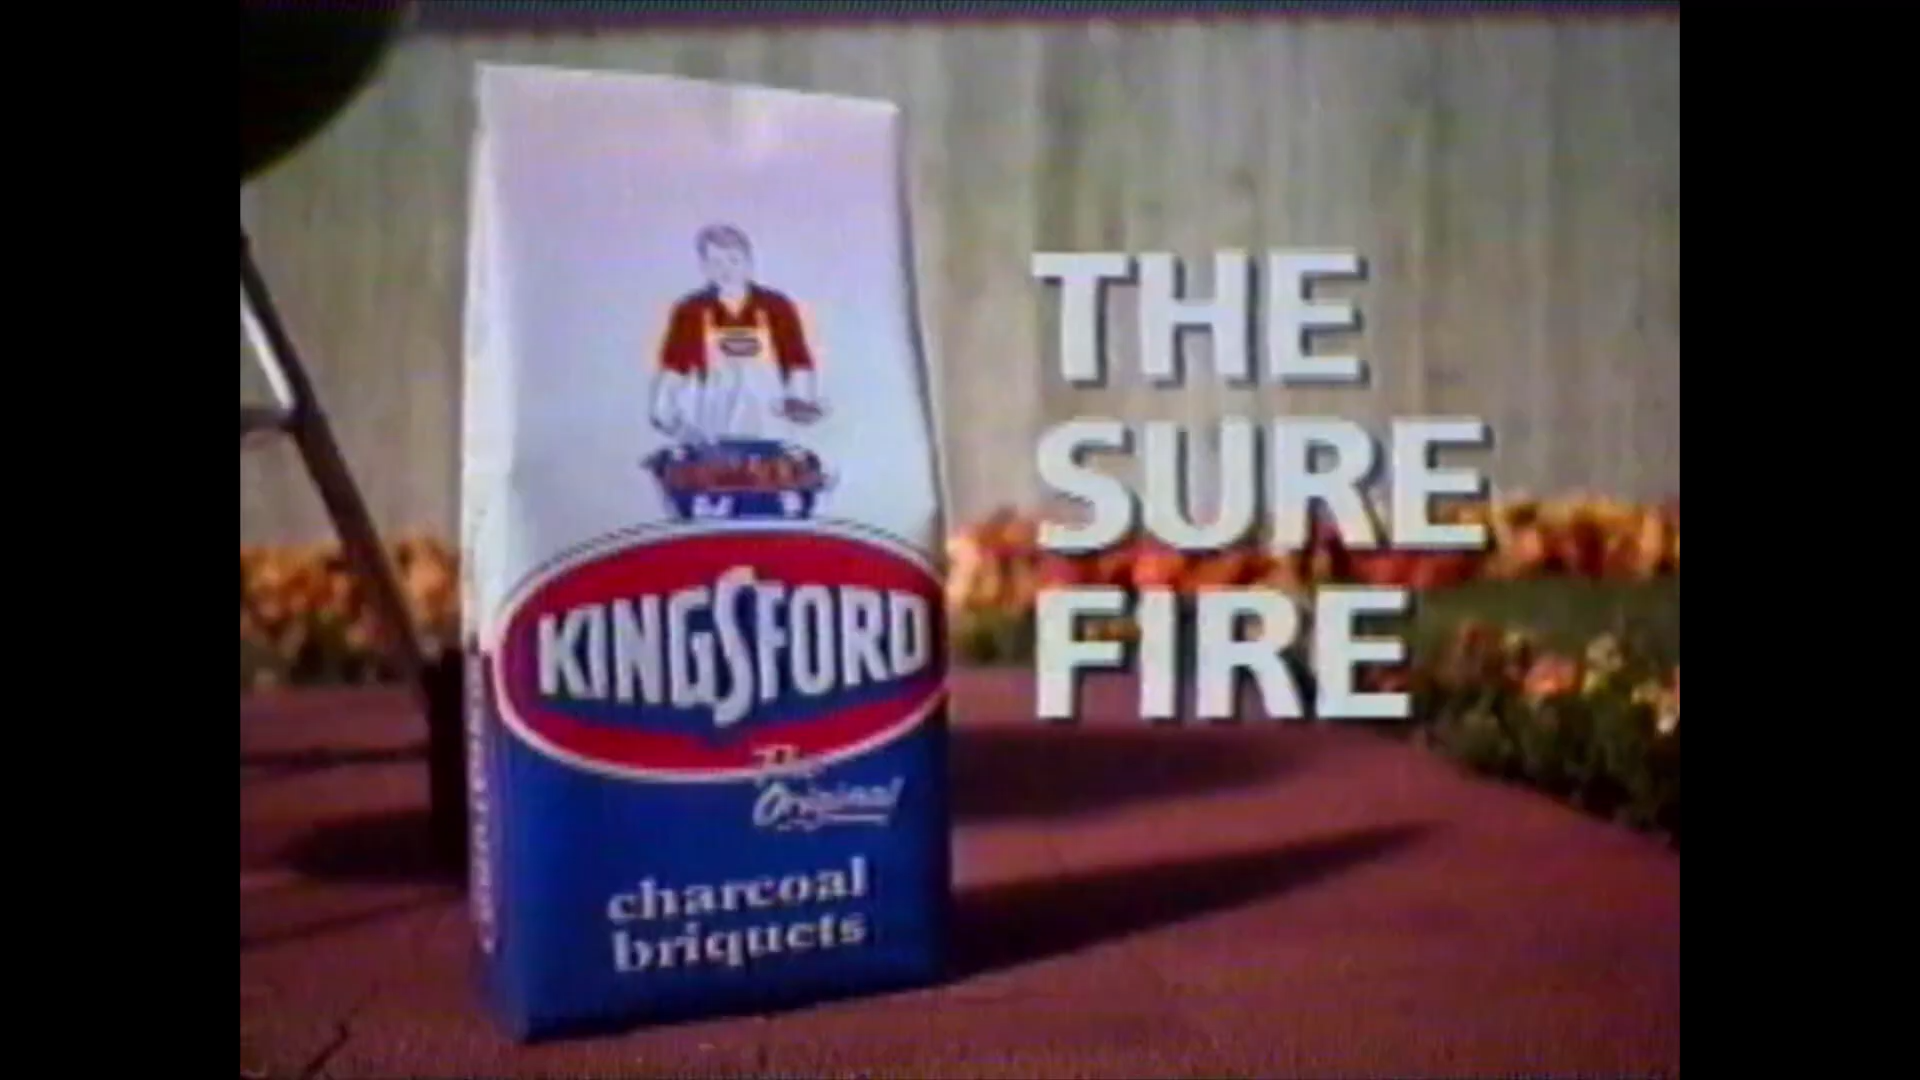 THE
SURE
FIRE
KINGSFORD
The
Original
charcoal
briquets